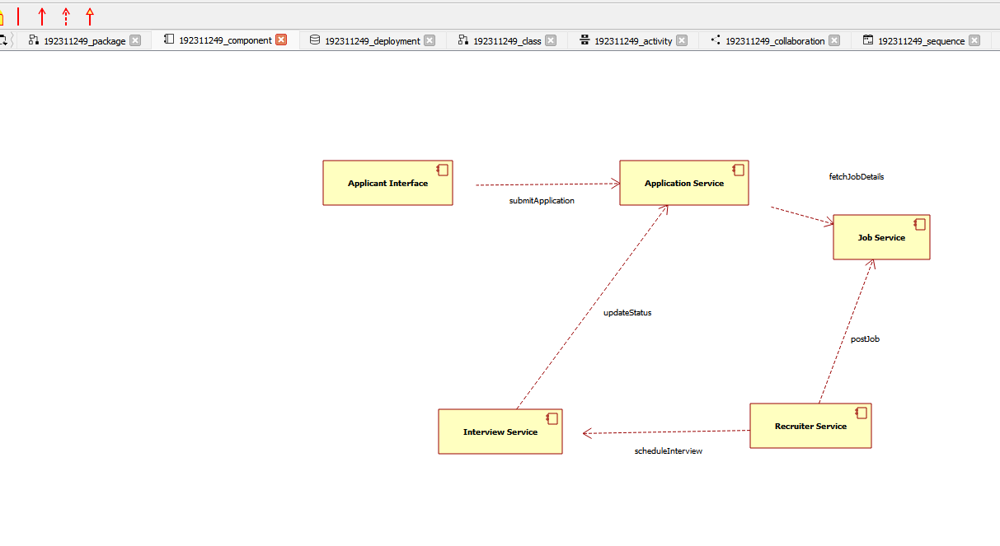 192311249_package
192311249_component
192311249_deployment
192311249_class
192311249_activity
192311249_collaboration
192311249_sequence
Applicant Interface
submitApplication
Application Service
fetchJobDetails
Job Service
updateStatus
postJob
Interview Service
scheduleInterview
Recruiter Service